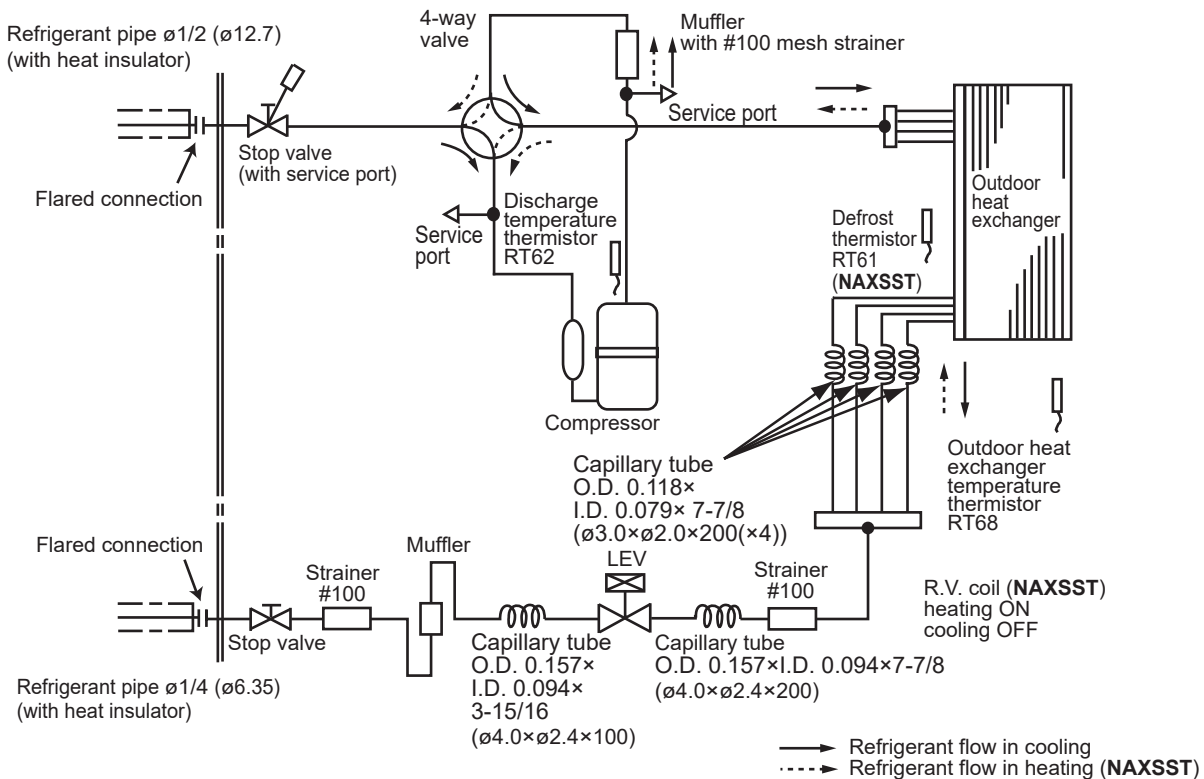 Refrigerant pipe ø1/2 (ø12.7)
(with heat insulator)
4-way
valve
Muffler
with #100 mesh strainer
Service port
Stop valve
(with service port)
Flared connection
Service
port
Discharge
temperature
thermistor
RT62
Outdoor
heat
exchanger
Defrost
thermistor
RT61
(NAXSST)
Compressor
Capillary tube
O.D. 0.118×
I.D. 0.079× 7-7/8
(ø3.0×ø2.0×200(×4))
Outdoor heat
exchanger
temperature
thermistor
RT68
Flared connection
Muffler
LEV
Strainer
#100
Strainer
#100
R.V. coil (NAXSST)
heating ON
cooling OFF
Stop valve
Capillary tube
O.D. 0.157×
I.D. 0.094×
3-15/16
(ø4.0×ø2.4×100)
Capillary tube
O.D. 0.157×I.D. 0.094×7-7/8
(ø4.0×ø2.4×200)
Refrigerant pipe ø1/4 (ø6.35)
(with heat insulator)
Refrigerant flow in cooling
Refrigerant flow in heating (NAXSST)